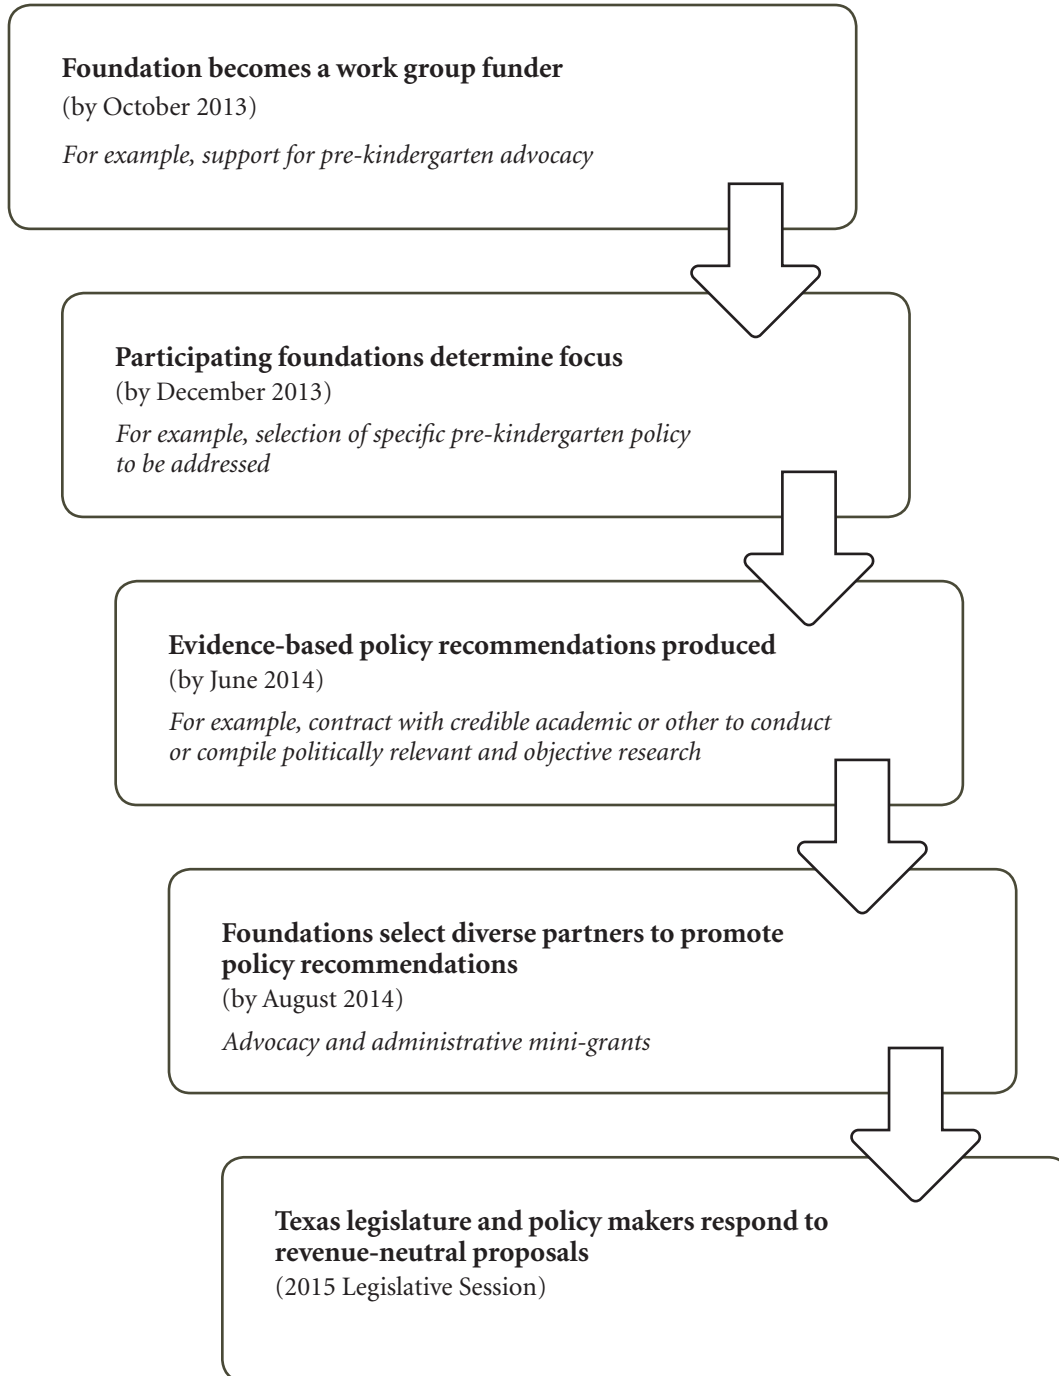 Foundation becomes a work group funder
(by October 2013)
For example, support for pre-kindergarten advocacy
Participating foundations determine focus
(by December 2013)
For example, selection of specific pre-kindergarten policy
to be addressed
Evidence-based policy recommendations produced
(by June 2014)
For example, contract with credible academic or other to conduct
or compile politically relevant and objective research
Foundations select diverse partners to promote
policy recommendations
(by August 2014)
Advocacy and administrative mini-grants
Texas legislature and policy makers respond to
revenue-neutral proposals
(2015 Legislative Session)